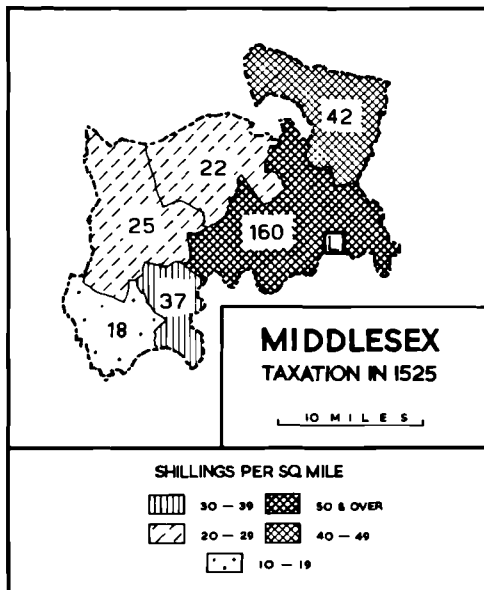 42
22
25
160
L
37
18
MIDDLESEX
TAXATION IN 1525
10 MILES
SHILLINGS PER SQ MILE
30 – 39
50 & OVER
20 – 29
40 – 49
10 – 19